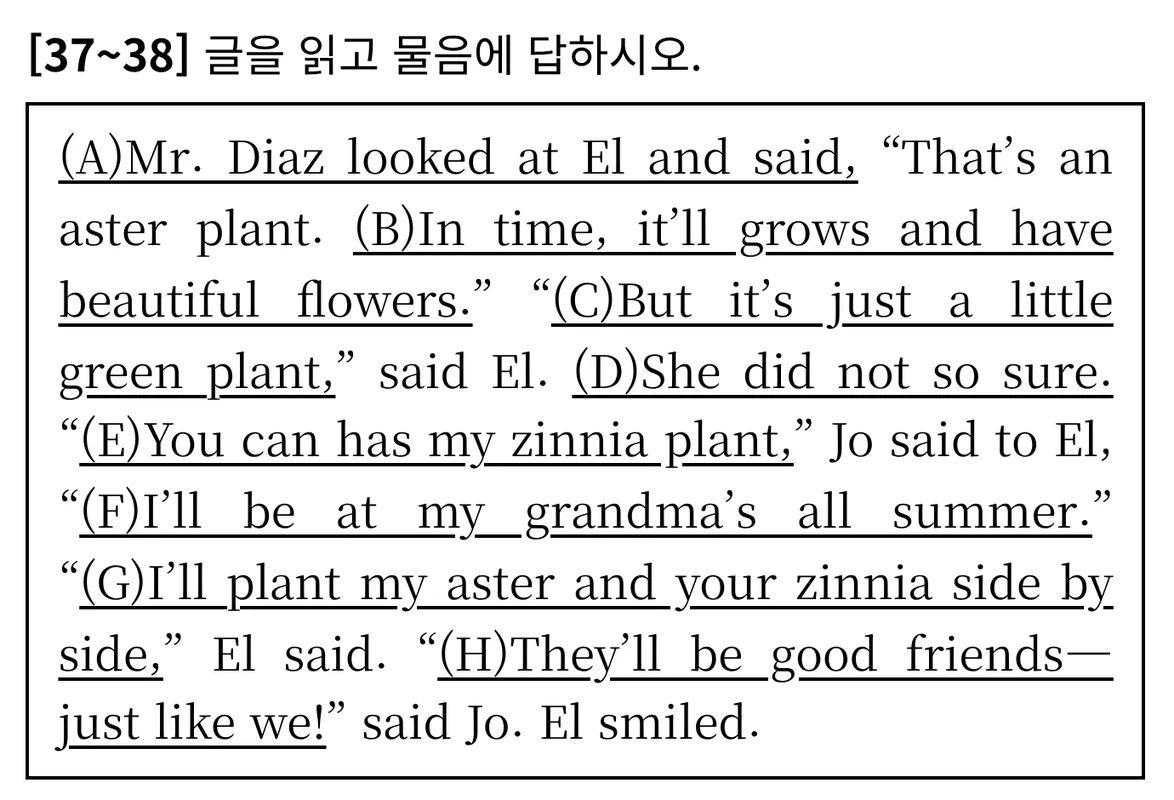 [37~38] 글을 읽고 물음에 답하시오.
(A)Mr. Diaz looked at El and said, “That’s an
aster plant. (B)In time, it’ll grows and have
beautiful flowers.” “(C)But it’s just a little
green plant,” said El. (D)She did not so sure.
“(E)You can has my zinnia plant,” Jo said to El,
“(F)I’ll be at my grandma’s all summer.”
“(G)I’ll plant my aster and your zinnia side by
side,” El said. “(H)They’ll be good friends—
just like we!” said Jo. El smiled.